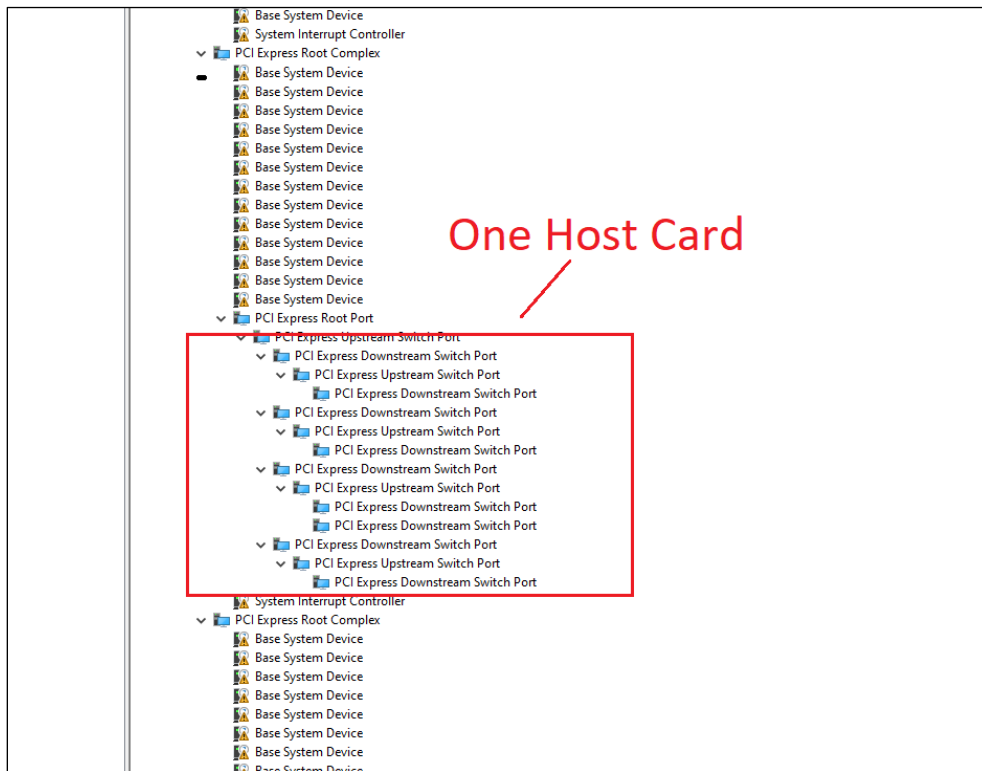 Base System Device
System Interrupt Controller
PCI Express Root Complex
Base System Device
Base System Device
Base System Device
Base System Device
Base System Device
Base System Device
Base System Device
Base System Device
Base System Device
Base System Device
Base System Device
Base System Device
Base System Device
One Host Card
PCI Express Root Port
PCI Express Upstream Switch Port
PCI Express Downstream Switch Port
PCI Express Upstream Switch Port
PCI Express Downstream Switch Port
PCI Express Downstream Switch Port
PCI Express Upstream Switch Port
PCI Express Downstream Switch Port
PCI Express Downstream Switch Port
PCI Express Upstream Switch Port
PCI Express Downstream Switch Port
PCI Express Downstream Switch Port
PCI Express Downstream Switch Port
PCI Express Upstream Switch Port
PCI Express Downstream Switch Port
System Interrupt Controller
PCI Express Root Complex
Base System Device
Base System Device
Base System Device
Base System Device
Base System Device
Base System Device
Base System Device
Base System Device